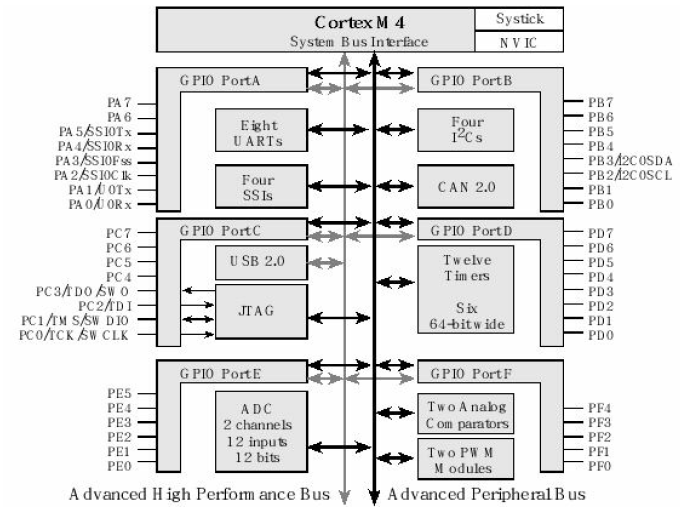 Cortex M4
System Bus Interface
Systick
NVIC
GPIO Port A
GPIO Port B
PA7
PA6
PA5/SSI0Tx
PA4/SSI0Rx
PA3/SSI0Fss
PA2/SSI0Clk
PA1/U0Tx
PA0/U0Rx
Eight
UARTs
Four
SSIs
Four
I2Cs
CAN 2.0
PB7
PB6
PB5
PB4
PB3/I2C0SDA
PB2/I2C0SCL
PB1
PB0
GPIO Port C
GPIO Port D
PC7
PC6
PC5
PC4
PC3/TDO/SWO
PC2/TDI
PC1/TMS/SWDIO
PC0/TCK/SWCLK
USB 2.0
JTAG
Twelve
Timers
Six
64-bit wide
PD7
PD6
PD5
PD4
PD3
PD2
PD1
PD0
GPIO Port E
GPIO Port F
PE5
PE4
PE3
PE2
PE1
PE0
ADC
2 channels
12 inputs
12 bits
Two Analog
Comparators
Two PWM
Modules
PF4
PF3
PF2
PF1
PF0
Advanced High Performance Bus
Advanced Peripheral Bus